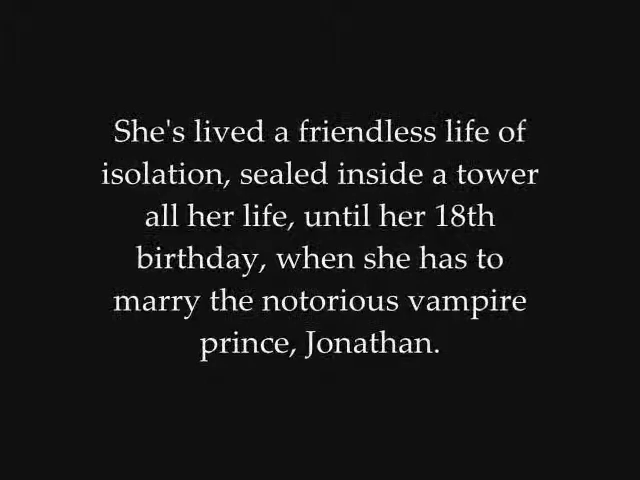 She's lived a friendless life of
isolation, sealed inside a tower
all her life, until her 18th
birthday, when she has to
marry the notorious vampire
prince, Jonathan.